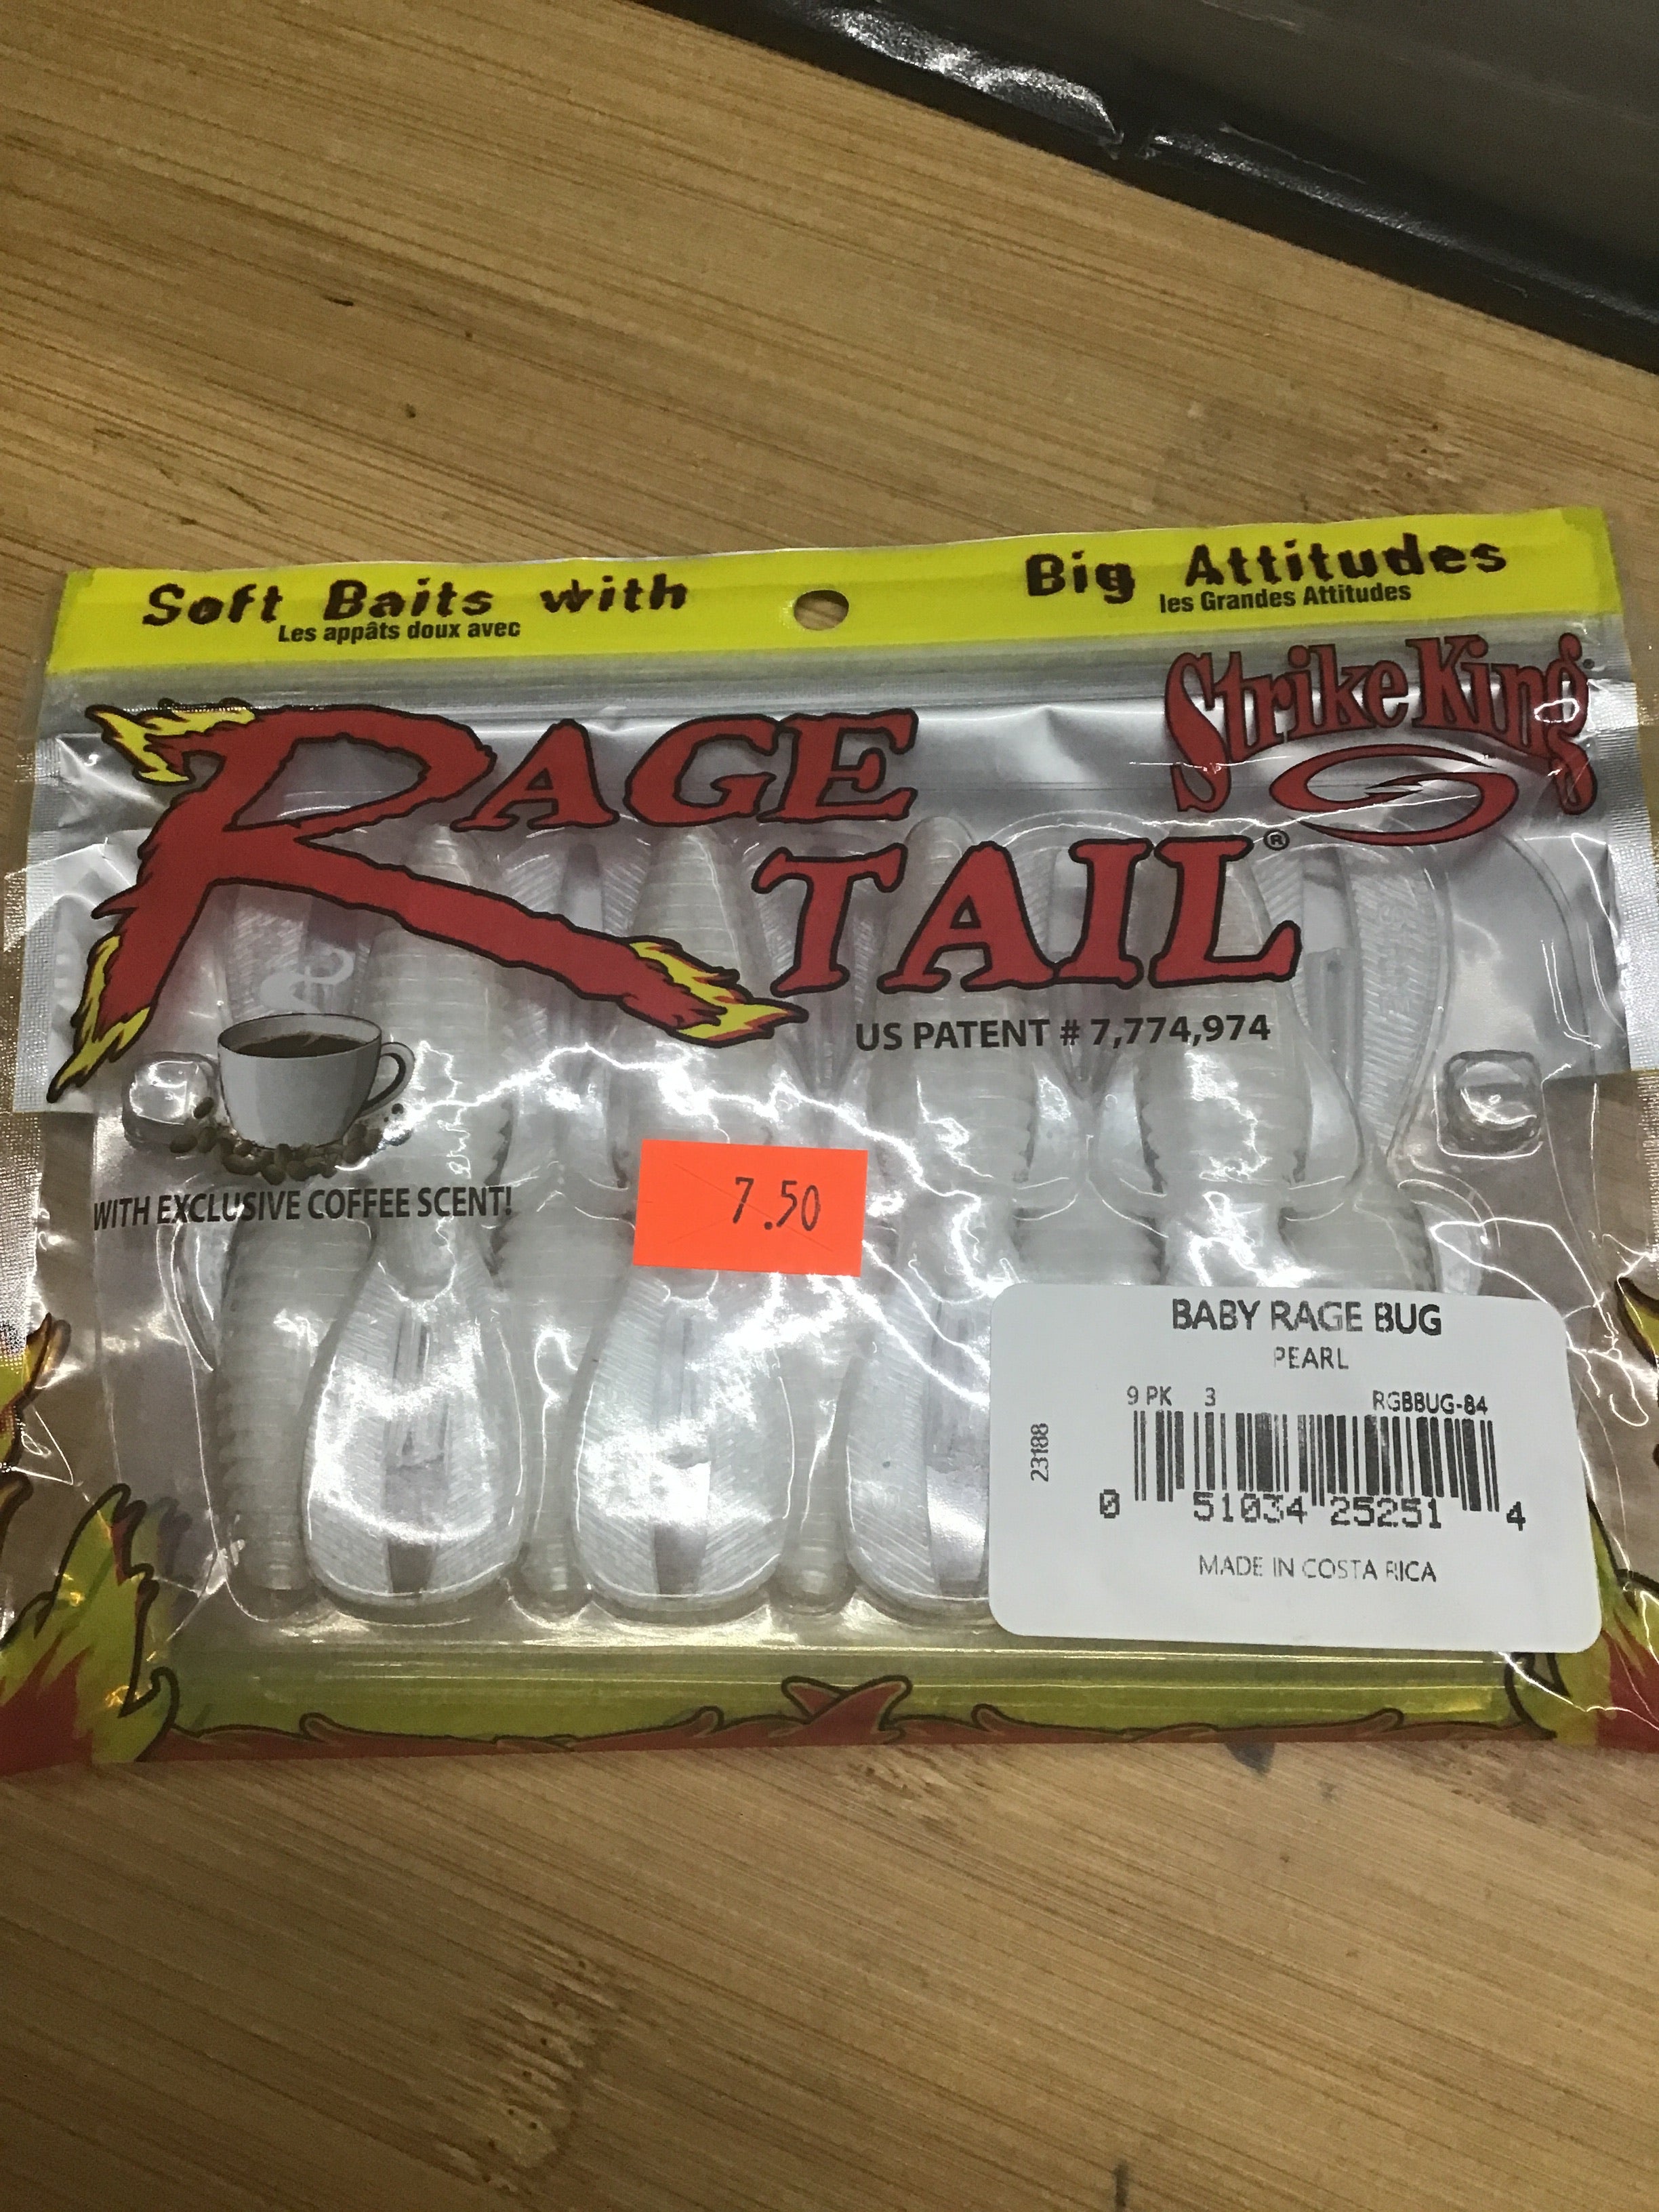 Soft Baits with
Les appâts doux avec
Big Attitudes
les Grandes Attitudes
Strike King
RAGE
TAIL®
US PATENT # 7,774,974
WITH EXCLUSIVE COFFEE SCENT!
7.50
BABY RAGE BUG
PEARL
9 PK 3 RGBBUG-84
23188
0 51034 25251 4
MADE IN COSTA RICA